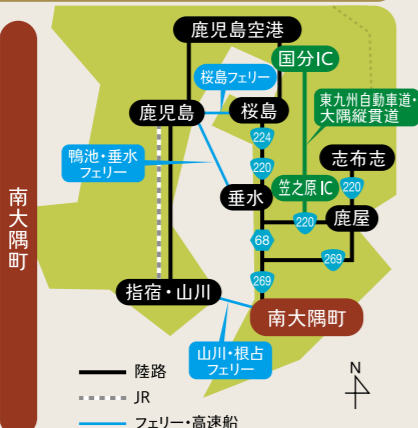 鹿児島空港
国分IC
桜島フェリー
東九州自動車道・
大隅縦貫道
鹿児島
桜島
224
志布志
鴨池・垂水
フェリー
220
220
笠之原IC
垂水
220
鹿屋
南大隅町
68
269
指宿・山川
269
南大隅町
山川・根占
フェリー
陸路
JR
フェリー・高速船
N